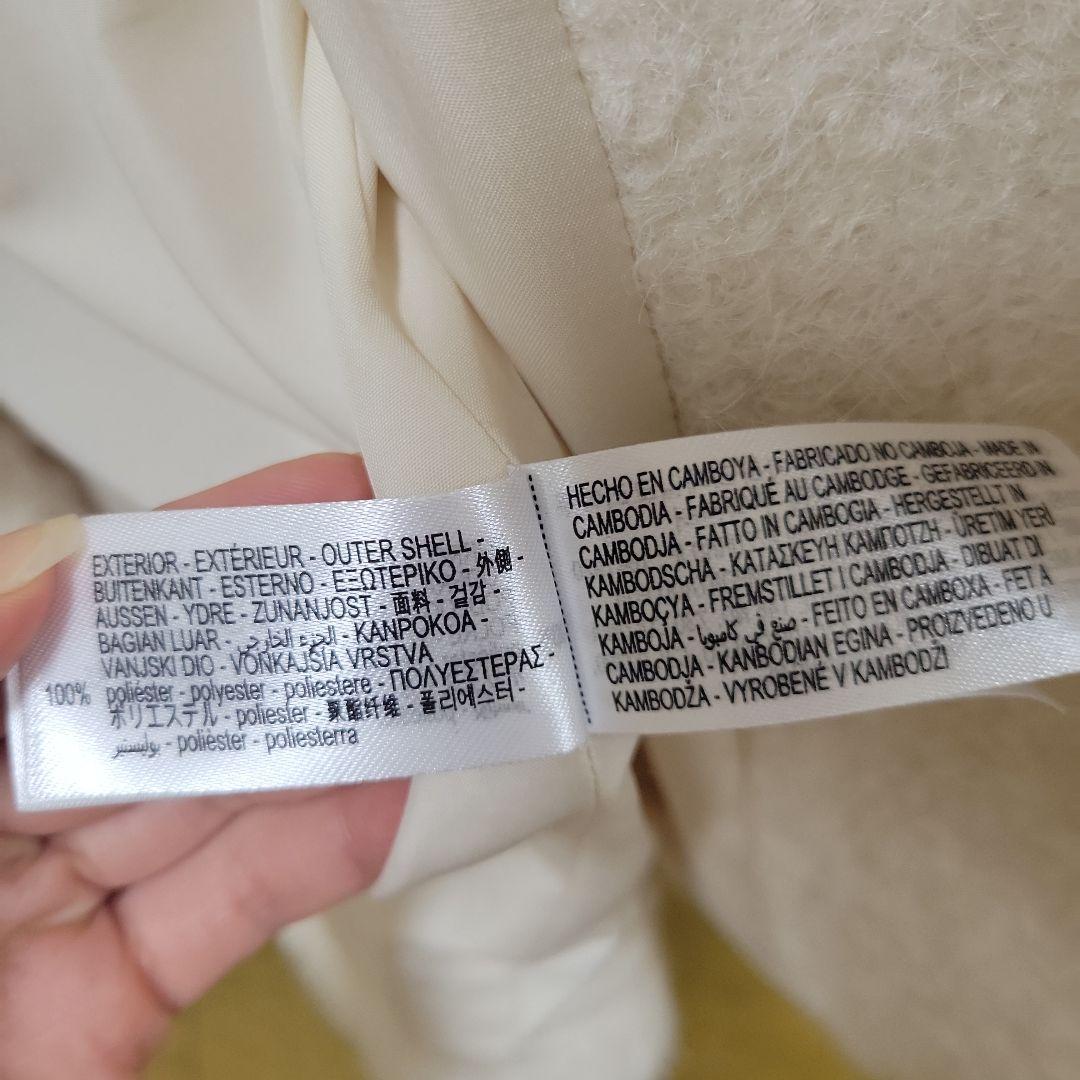 EXTERIOR - EXTÉRIEUR - OUTER SHELL -
BUITENKANT - ESTERNO - ΕΞΩΤΕΡΙΚΟ - 外側 -
AUSSEN - YDRE - ZUNANJOST - 面料 - 겉감 -
BAGIAN LUAR - الجزء الخارجي - KANPOKOA -
VANJSKI DIO - VONKAJSIA VRSTVA
100% poliéster - polyester - poliestere - ΠΟΛΥΕΣΤΕΡΑΣ -
ポリエステル - poliester - 聚酯纤维 - 폴리에스터 -
بوليستير - polièster - poliesterra
HECHO EN CAMBOYA - FABRICADO NO CAMBOJA - MADE IN
CAMBODIA - FABRIQUÉ AU CAMBODGE - GEFABRICEERD IN
CAMBODJA - FATTO IN CAMBOGIA - HERGESTELLT IN
KAMBODSCHA - ΚΑΤΑΣΚΕΥΗ ΚΑΜΠΟΤΖΗ - ÜRETİM YERİ
KAMBOÇYA - FREMSTILLET I CAMBODJA - DIBUAT DI
KAMBOJA - صنع في كامبوديا - FEITO EN CAMBOXA - FET A
CAMBODJA - KANBODIAN EGINA - PROIZVEDENO U
KAMBODŽA - VYROBENÉ V KAMBODŽI